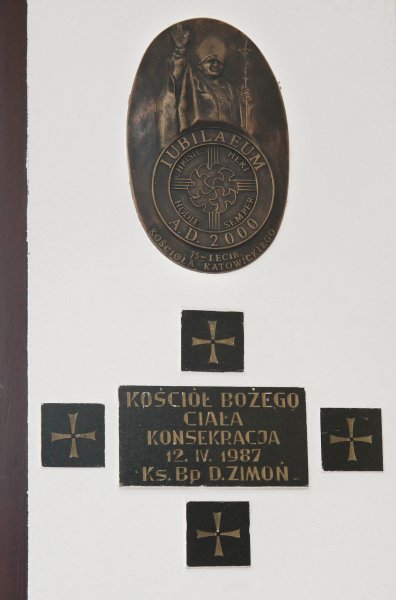 IUBILAEUM
CHRISTUS HERI
HODIE SEMPER
A.D. 2000
75-LECIE
KOŚCIOŁA KATOWICKIEGO
KOŚCIÓŁ BOŻEGO
CIAŁA
KONSEKRACJA
12. IV. 1987
Ks. Bp D. ZIMOŃ